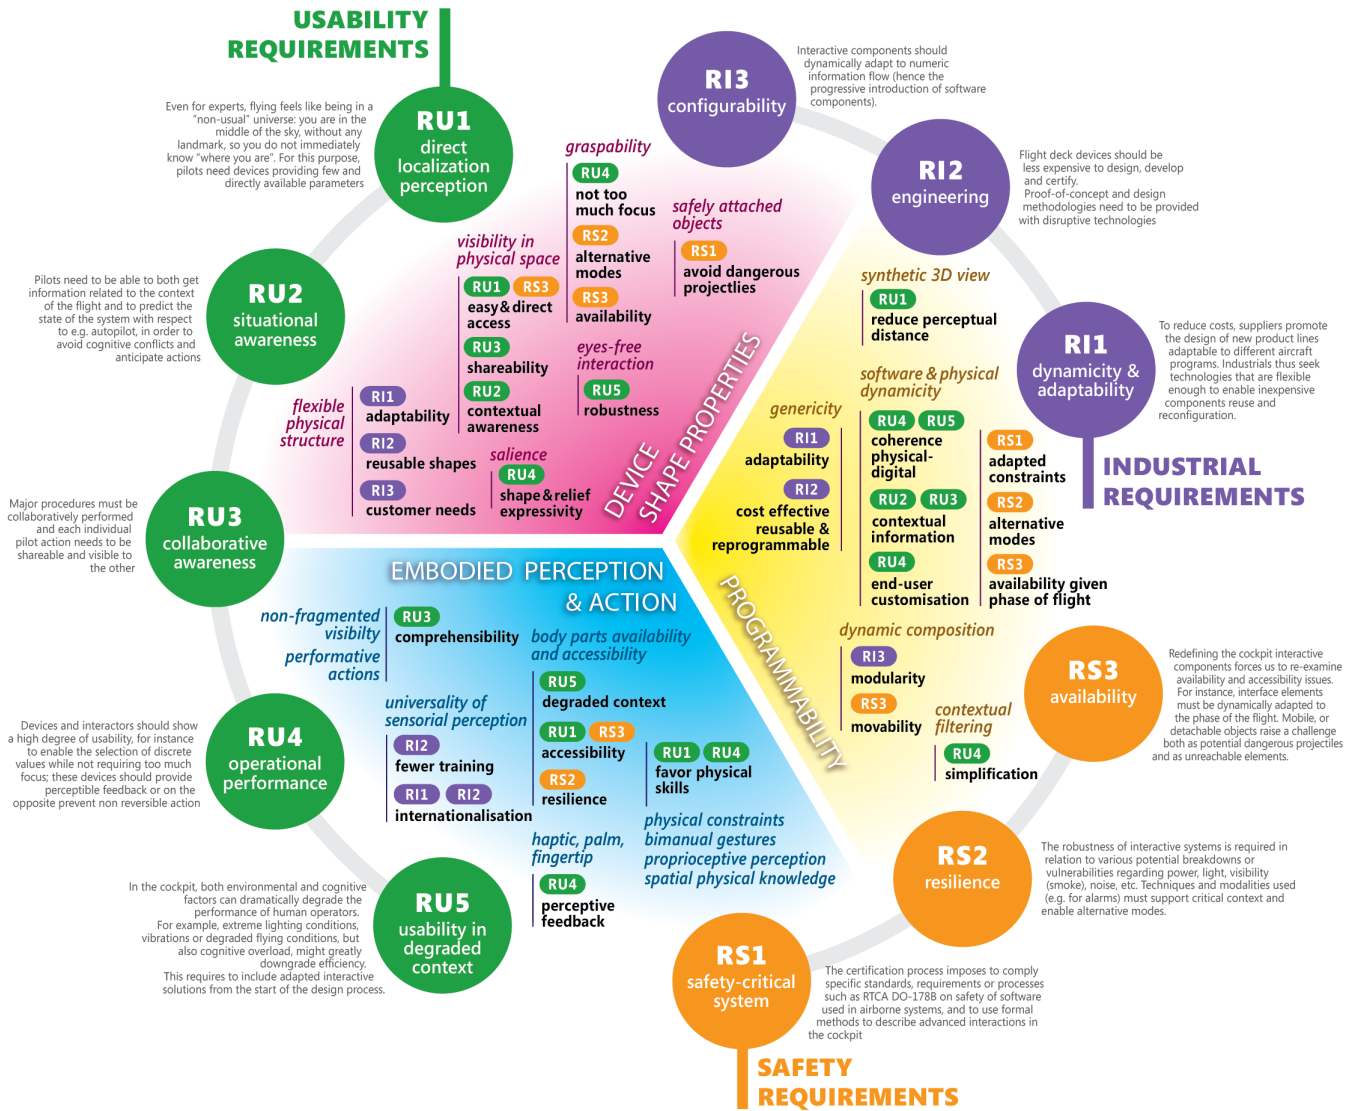 USABILITY
REQUIREMENTS
RU1
direct
localization
perception
Even for experts, flying feels like being in a
"non-usual" universe: you are in the
middle of the sky, without any
landmark, so you do not immediately
know "where you are". For this purpose,
pilots need devices providing few and
directly available parameters
RU2
situational
awareness
Pilots need to be able to both get
information related to the context
of the flight and to predict the
state of the system with respect
to e.g. autopilot, in order to
avoid cognitive conflicts and
anticipate actions
RU3
collaborative
awareness
Major procedures must be
collaboratively performed
and each individual
pilot action needs to be
shareable and visible to
the other
RU4
operational
performance
Devices and interactors should show
a high degree of usability, for instance
to enable the selection of discrete
values while not requiring too much
focus; these devices should provide
perceptible feedback or on the
opposite prevent non reversible action
RU5
usability in
degraded
context
In the cockpit, both environmental and cognitive
factors can dramatically degrade the
performance of human operators.
For example, extreme lighting conditions,
vibrations or degraded flying conditions, but
also cognitive overload, might greatly
downgrade efficiency.
This requires to include adapted interactive
solutions from the start of the design process.
RI3
configurability
Interactive components should
dynamically adapt to numeric
information flow (hence the
progressive introduction of software
components).
RI2
engineering
Flight deck devices should be
less expensive to design, develop
and certify.
Proof-of-concept and design
methodologies need to be provided
with disruptive technologies
RI1
dynamicity &
adaptability
To reduce costs, suppliers promote
the design of new product lines
adaptable to different aircraft
programs. Industrials thus seek
technologies that are flexible
enough to enable inexpensive
components reuse and
reconfiguration.
INDUSTRIAL
REQUIREMENTS
RS3
availability
Redefining the cockpit interactive
components forces us to re-examine
availability and accessibility issues.
For instance, interface elements
must be dynamically adapted to
the phase of the flight. Mobile, or
detachable objects raise a challenge
both as potential dangerous projectiles
and as unreachable elements.
RS2
resilience
The robustness of interactive systems is required in
relation to various potential breakdowns or
vulnerabilities regarding power, light, visibility
(smoke), noise, etc. Techniques and modalities used
(e.g. for alarms) must support critical context and
enable alternative modes.
RS1
safety-critical
system
The certification process imposes to comply
specific standards, requirements or processes
such as RTCA DO-178B on safety of software
used in airborne systems, and to use formal
methods to describe advanced interactions in
the cockpit
SAFETY
REQUIREMENTS
DEVICE
SHAPE PROPERTIES
graspability
RU4
not too
much focus
RS2
alternative
modes
RS3
availability
safely attached
objects
RS1
avoid dangerous
projectlies
visibility in
physical space
RU1 RS3
easy & direct
access
RU3
shareability
RU2
contextual
awareness
eyes-free
interaction
RU5
robustness
flexible
physical
structure
RI1
adaptability
RI2
reusable shapes
RI3
customer needs
salience
RU4
shape & relief
expressivity
PROGRAMMABILITY
synthetic 3D view
RU1
reduce perceptual
distance
software & physical
dynamicity
RU4 RU5
coherence
physical-
digital
RU2 RU3
contextual
information
RU4
end-user
customisation
RS1
adapted
constraints
RS2
alternative
modes
RS3
availability given
phase of flight
genericity
RI1
adaptability
RI2
cost effective
reusable &
reprogrammable
dynamic composition
RI3
modularity
RS3
movability
contextual
filtering
RU4
simplification
EMBODIED PERCEPTION
& ACTION
non-fragmented
visibilty
performative
actions
RU3
comprehensibility
universality of
sensorial perception
RI2
fewer training
RI1 RI2
internationalisation
body parts availability
and accessibility
RU5
degraded context
RU1 RS3
accessibility
RS2
resilience
RU1 RU4
favor physical
skills
physical constraints
bimanual gestures
proprioceptive perception
spatial physical knowledge
haptic, palm,
fingertip
RU4
perceptive
feedback